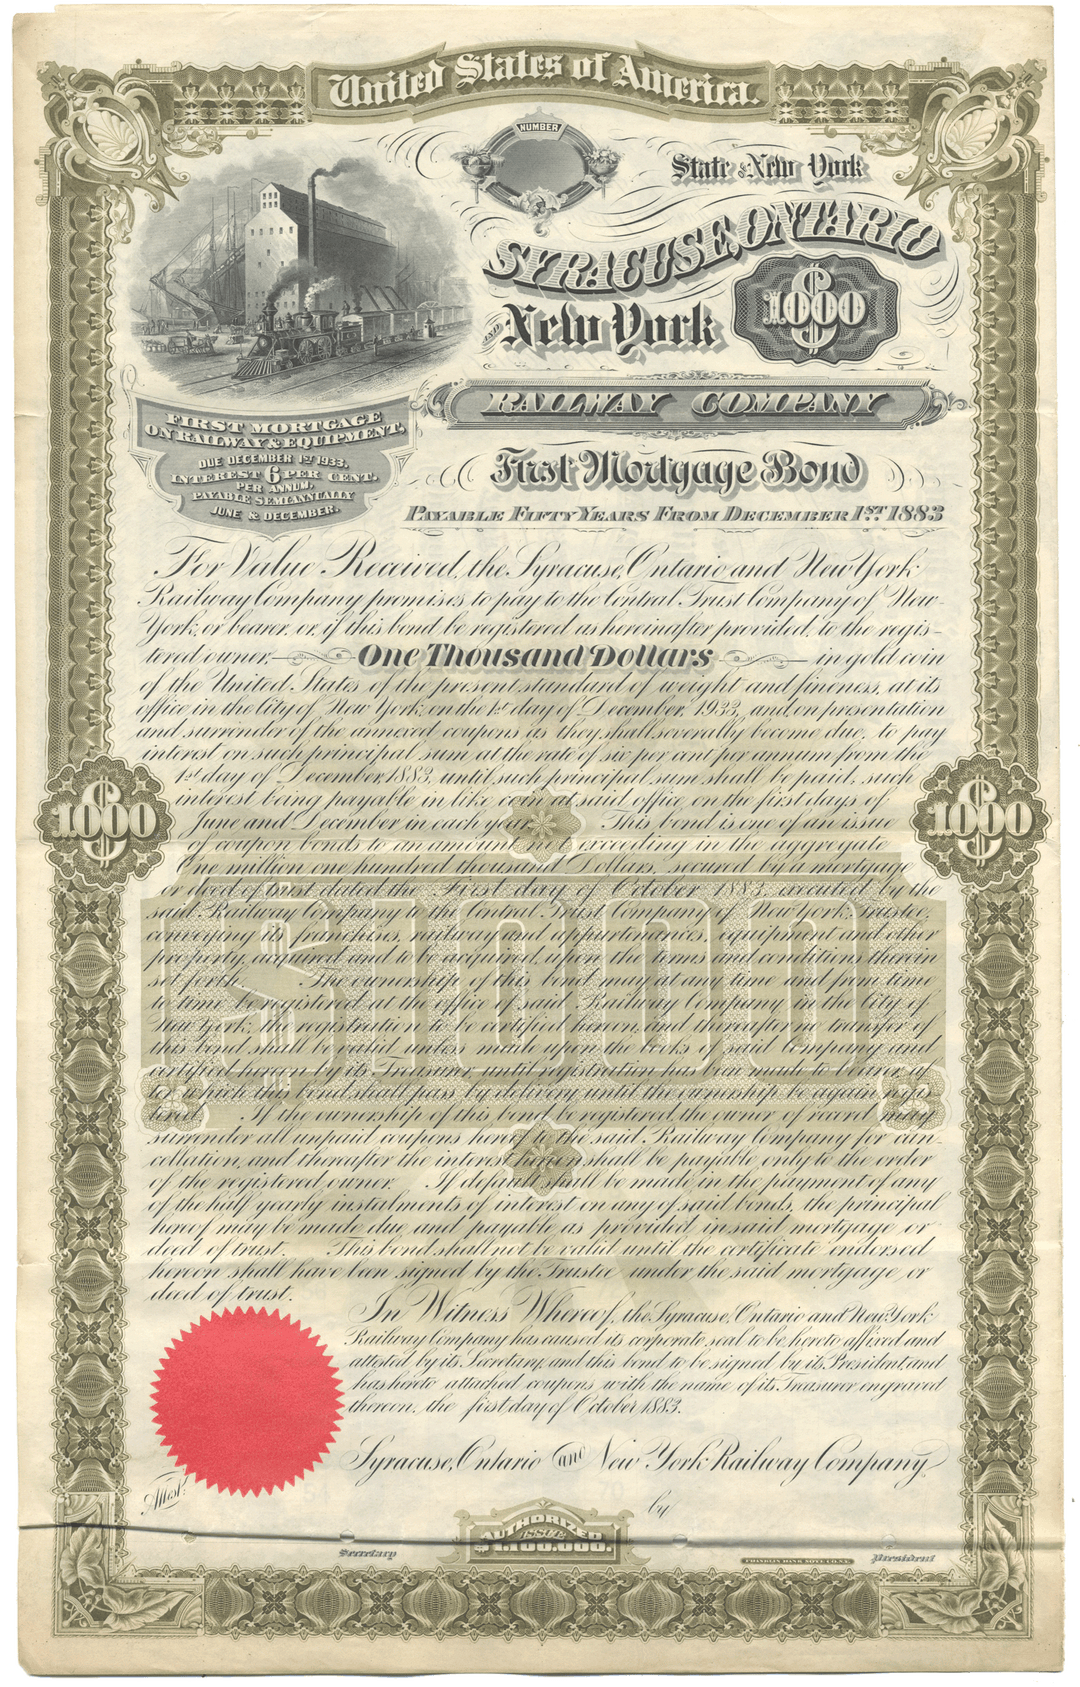 United States of America.
NUMBER
State of New York
SYRACUSE, ONTARIO
AND New York
$1000
RAILWAY COMPANY
FIRST MORTGAGE
ON RAILWAY & EQUIPMENT,
DUE DECEMBER 1ST 1933.
INTEREST 6 PER CENT.
PER ANNUM,
PAYABLE SEMIANNUALLY
JUNE & DECEMBER.
First Mortgage Bond
PAYABLE FIFTY YEARS FROM DECEMBER 1ST 1883
For Value Received, the Syracuse, Ontario and New York
Railway Company promises to pay to the Central Trust Company of New-
York, or bearer, or, if this bond be registered as hereinafter provided, to the regis-
tered owner, One Thousand Dollars in gold coin
of the United States of the present standard of weight and fineness, at its
office in the City of New York, on the 1st day of December, 1933, and, on presentation
and surrender of the annexed coupons as they shall severally become due, to pay
interest on such principal sum at the rate of six per cent per annum from the
1st day of December 1883, until such principal sum shall be paid, such
interest being payable in like coin at said office, on the first days of
June and December in each year. This bond is one of an issue
of coupon bonds to an amount not exceeding in the aggregate
One million one hundred thousand Dollars, secured by a mortgage
or deed of trust dated the First day of October 1883, executed by the
said Railway Company to the Central Trust Company of New York, Trustee,
conveying its franchises, railway and appurtenances, equipment and other
property, acquired and to be acquired, upon the terms and conditions therein
set forth. The ownership of this bond may at any time and from time
to time be registered at the office of said Railway Company in the City of
New York, the registration to be certified hereon, and thereafter no transfer of
this bond shall be valid unless made upon the books of said Company and
certified hereon by its Treasurer, until registration has been made to bearer, af-
ter which this bond shall pass by delivery until the ownership be again regis-
tered. If the ownership of this bond be registered, the owner of record may
surrender all unpaid coupons hereof to the said Railway Company for can-
cellation, and thereafter the interest hereon shall be payable only to the order
of the registered owner. If default shall be made in the payment of any
of the half yearly instalments of interest on any of said bonds, the principal
hereof may be made due and payable as provided in said mortgage or
deed of trust. This bond shall not be valid until the certificate endorsed
hereon shall have been signed by the Trustee under the said mortgage or
deed of trust.
$1000
$1000
$1000
In Witness Whereof, the Syracuse, Ontario and New York
Railway Company has caused its corporate seal to be hereto affixed and
attested by its Secretary, and this bond to be signed by its President, and
has hereto attached coupons with the name of its Treasurer engraved
thereon, the first day of October 1883.
Syracuse, Ontario and New York Railway Company,
Attest:
by
AUTHORIZED
ISSUE
$1,100,000.
Secretary
FRANKLIN BANK NOTE CO. N.Y.
President